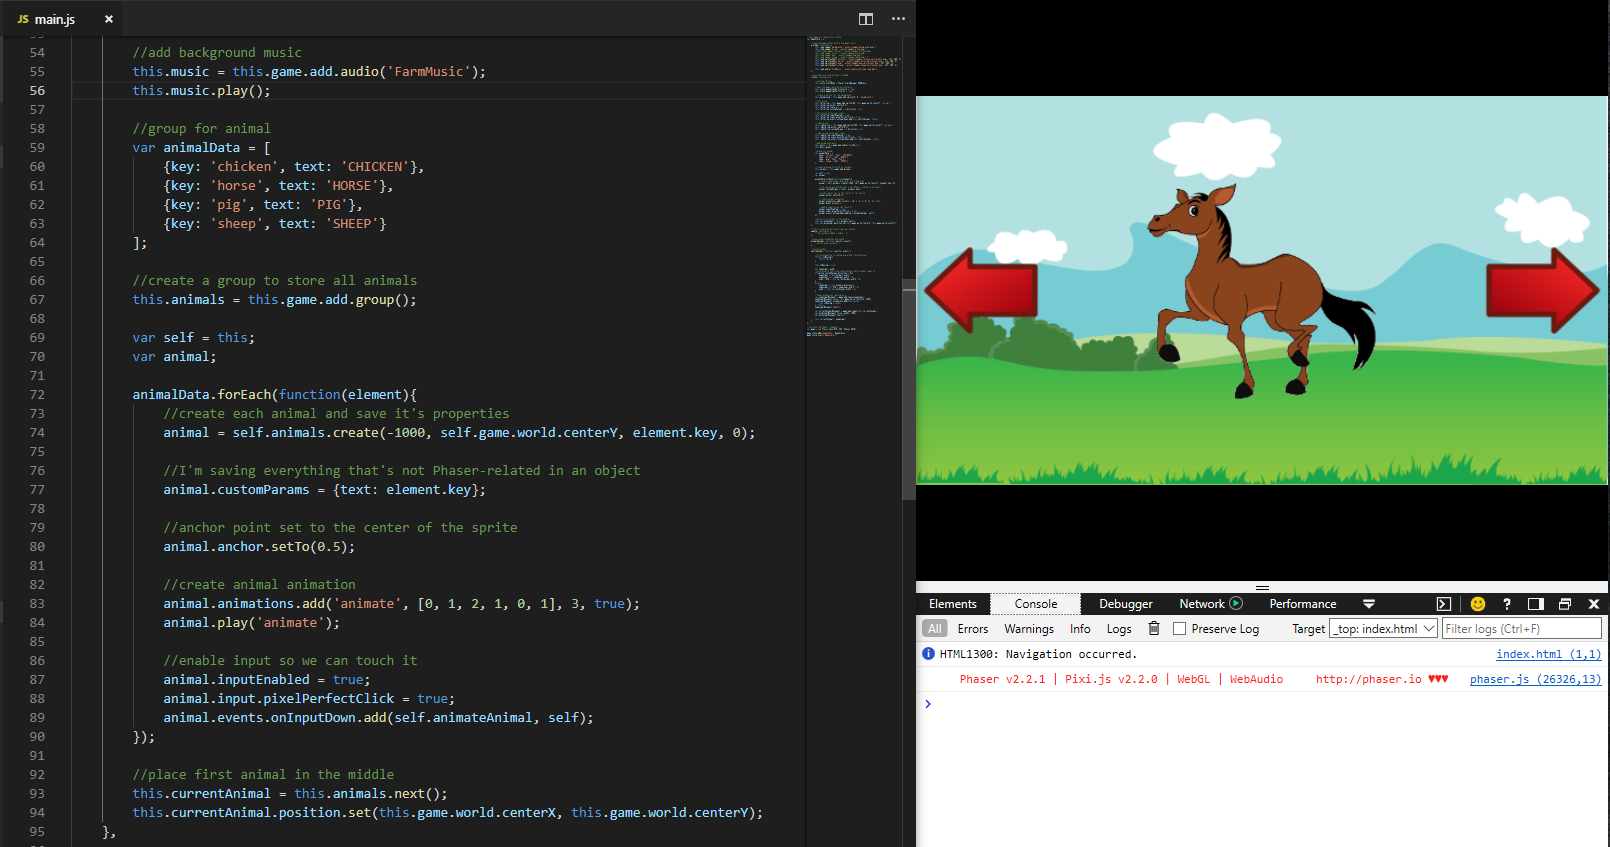 JS main.js ×
54 //add background music
55 this.music = this.game.add.audio('FarmMusic');
56 this.music.play();
57
58 //group for animal
59 var animalData = [
60 {key: 'chicken', text: 'CHICKEN'},
61 {key: 'horse', text: 'HORSE'},
62 {key: 'pig', text: 'PIG'},
63 {key: 'sheep', text: 'SHEEP'}
64 ];
65
66 //create a group to store all animals
67 this.animals = this.game.add.group();
68
69 var self = this;
70 var animal;
71
72 animalData.forEach(function(element){
73 //create each animal and save it's properties
74 animal = self.animals.create(-1000, self.game.world.centerY, element.key, 0);
75
76 //I'm saving everything that's not Phaser-related in an object
77 animal.customParams = {text: element.key};
78
79 //anchor point set to the center of the sprite
80 animal.anchor.setTo(0.5);
81
82 //create animal animation
83 animal.animations.add('animate', [0, 1, 2, 1, 0, 1], 3, true);
84 animal.play('animate');
85
86 //enable input so we can touch it
87 animal.inputEnabled = true;
88 animal.input.pixelPerfectClick = true;
89 animal.events.onInputDown.add(self.animateAnimal, self);
90 });
91
92 //place first animal in the middle
93 this.currentAnimal = this.animals.next();
94 this.currentAnimal.position.set(this.game.world.centerX, this.game.world.centerY);
95 },
Elements Console Debugger Network Performance
All Errors Warnings Info Logs Preserve Log Target _top: index.html Filter logs (Ctrl+F)
HTML1300: Navigation occurred. index.html (1,1)
Phaser v2.2.1 | Pixi.js v2.2.0 | WebGL | WebAudio http://phaser.io ♥♥♥ phaser.js (26326,13)
>